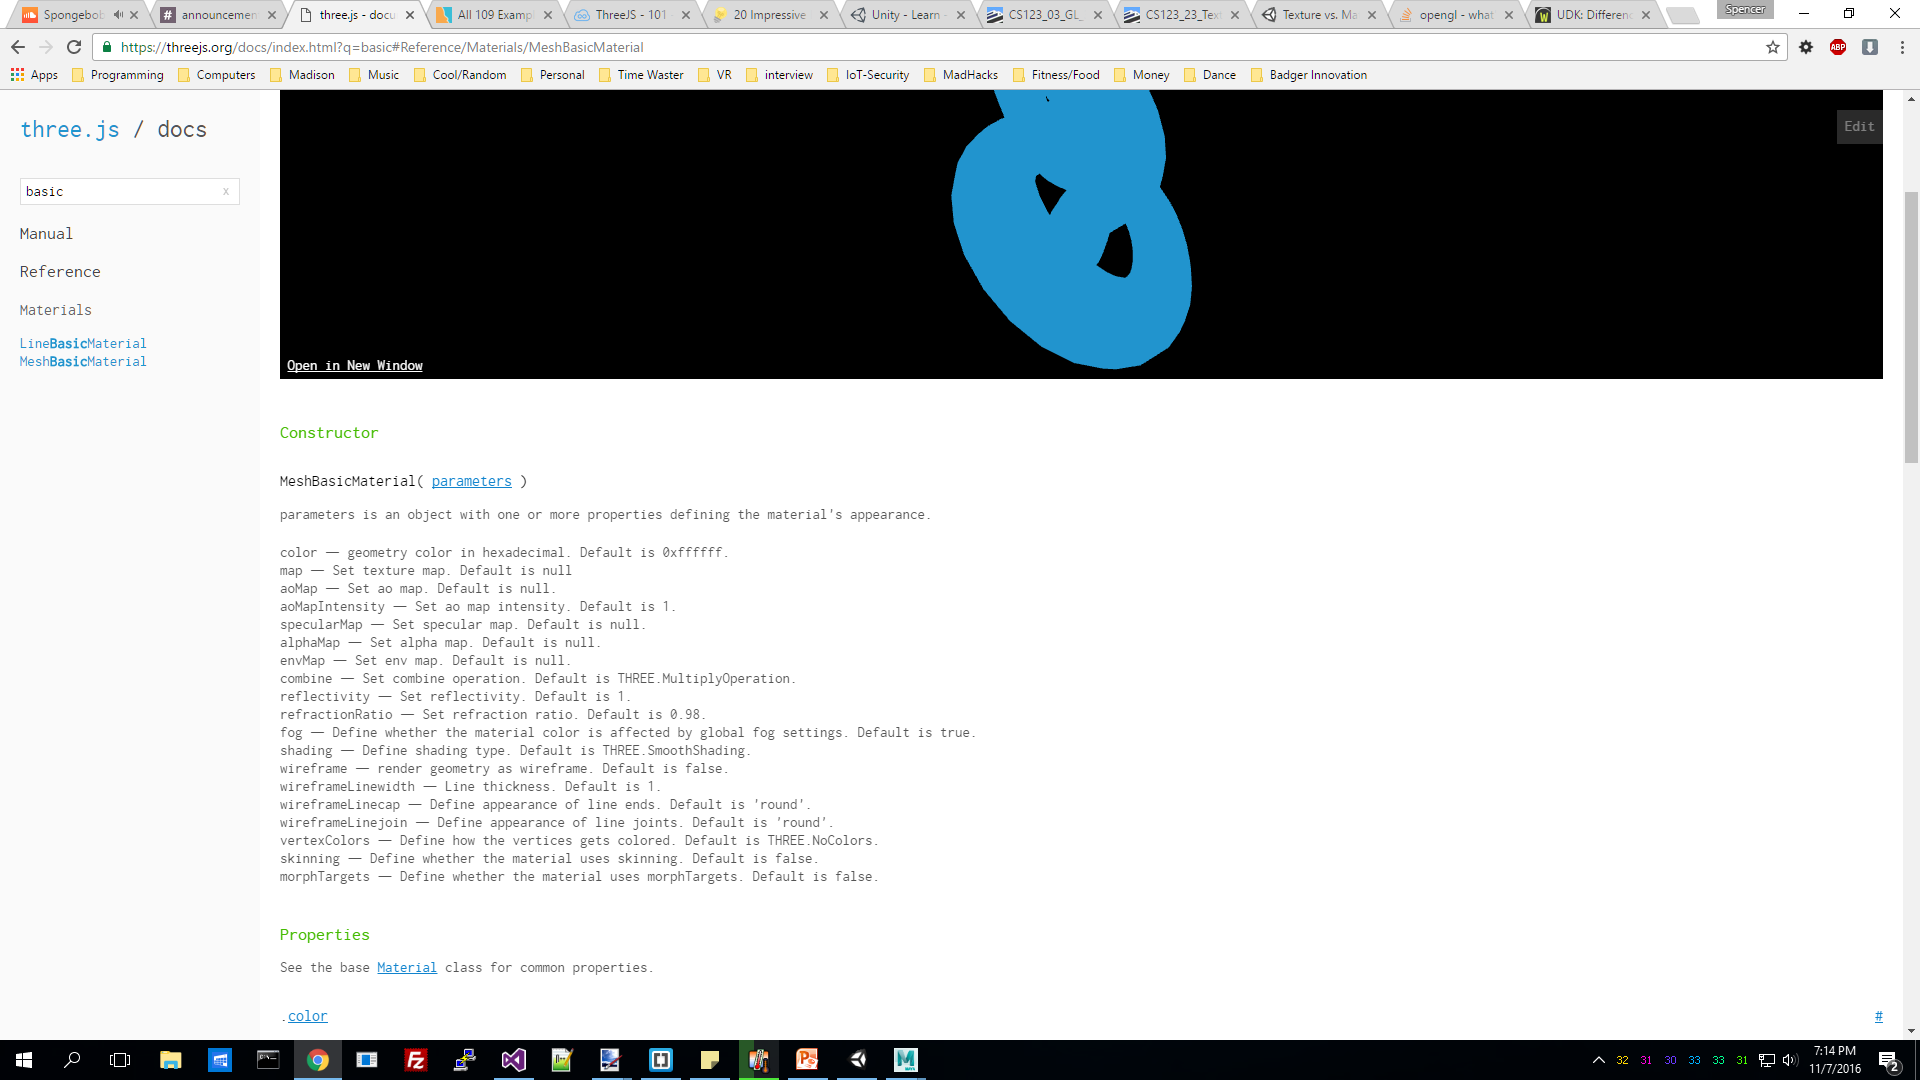 Spongebob
announcemen
three.js - docu
All 109 Exampl
ThreeJS - 101
20 Impressive
Unity - Learn -
CS123_03_GL_
CS123_23_Text
Texture vs. Ma
opengl - what
UDK: Differenc
Spencer
https://threejs.org/docs/index.html?q=basic#Reference/Materials/MeshBasicMaterial
ABP
Apps Programming Computers Madison Music Cool/Random Personal Time Waster VR interview IoT-Security MadHacks Fitness/Food Money Dance Badger Innovation
three.js / docs
basic x
Manual
Reference
Materials
LineBasicMaterial
MeshBasicMaterial
Edit
Open in New Window
Constructor
MeshBasicMaterial( parameters )
parameters is an object with one or more properties defining the material's appearance.
color — geometry color in hexadecimal. Default is 0xffffff.
map — Set texture map. Default is null
aoMap — Set ao map. Default is null.
aoMapIntensity — Set ao map intensity. Default is 1.
specularMap — Set specular map. Default is null.
alphaMap — Set alpha map. Default is null.
envMap — Set env map. Default is null.
combine — Set combine operation. Default is THREE.MultiplyOperation.
reflectivity — Set reflectivity. Default is 1.
refractionRatio — Set refraction ratio. Default is 0.98.
fog — Define whether the material color is affected by global fog settings. Default is true.
shading — Define shading type. Default is THREE.SmoothShading.
wireframe — render geometry as wireframe. Default is false.
wireframeLinewidth — Line thickness. Default is 1.
wireframeLinecap — Define appearance of line ends. Default is 'round'.
wireframeLinejoin — Define appearance of line joints. Default is 'round'.
vertexColors — Define how the vertices gets colored. Default is THREE.NoColors.
skinning — Define whether the material uses skinning. Default is false.
morphTargets — Define whether the material uses morphTargets. Default is false.
Properties
See the base Material class for common properties.
.color #
32 31 30 33 33 31
7:14 PM
11/7/2016
2